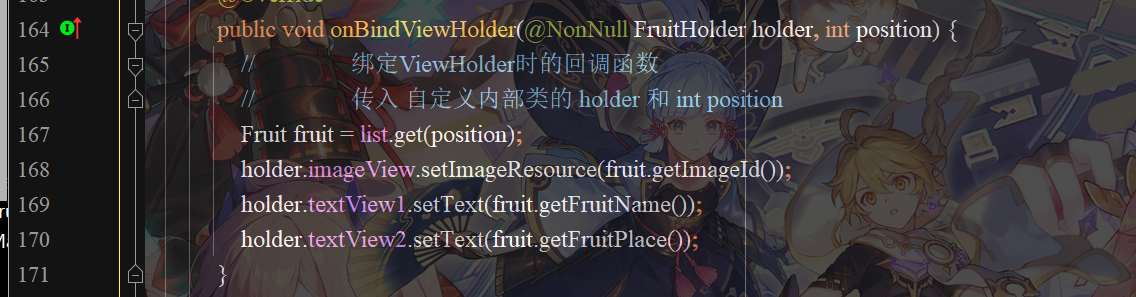 @Override
164 public void onBindViewHolder(@NonNull FruitHolder holder, int position) {
165 // 绑定ViewHolder时的回调函数
166 // 传入 自定义内部类的 holder 和 int position
167 Fruit fruit = list.get(position);
168 holder.imageView.setImageResource(fruit.getImageId());
169 holder.textView1.setText(fruit.getFruitName());
170 holder.textView2.setText(fruit.getFruitPlace());
171 }